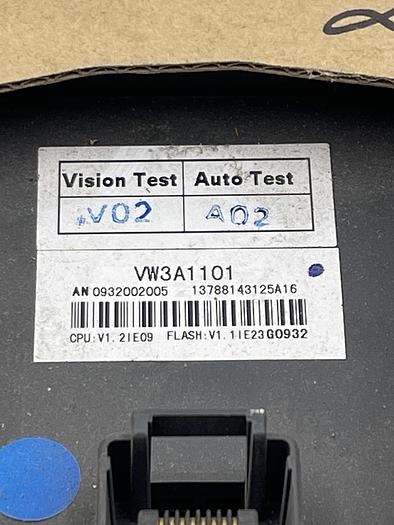 Vision Test Auto Test
V02 A02
VW3A1101
AN 0932002005 13788143125A16
CPU:V1.2IE09 FLASH:V1.1IE23 G0932